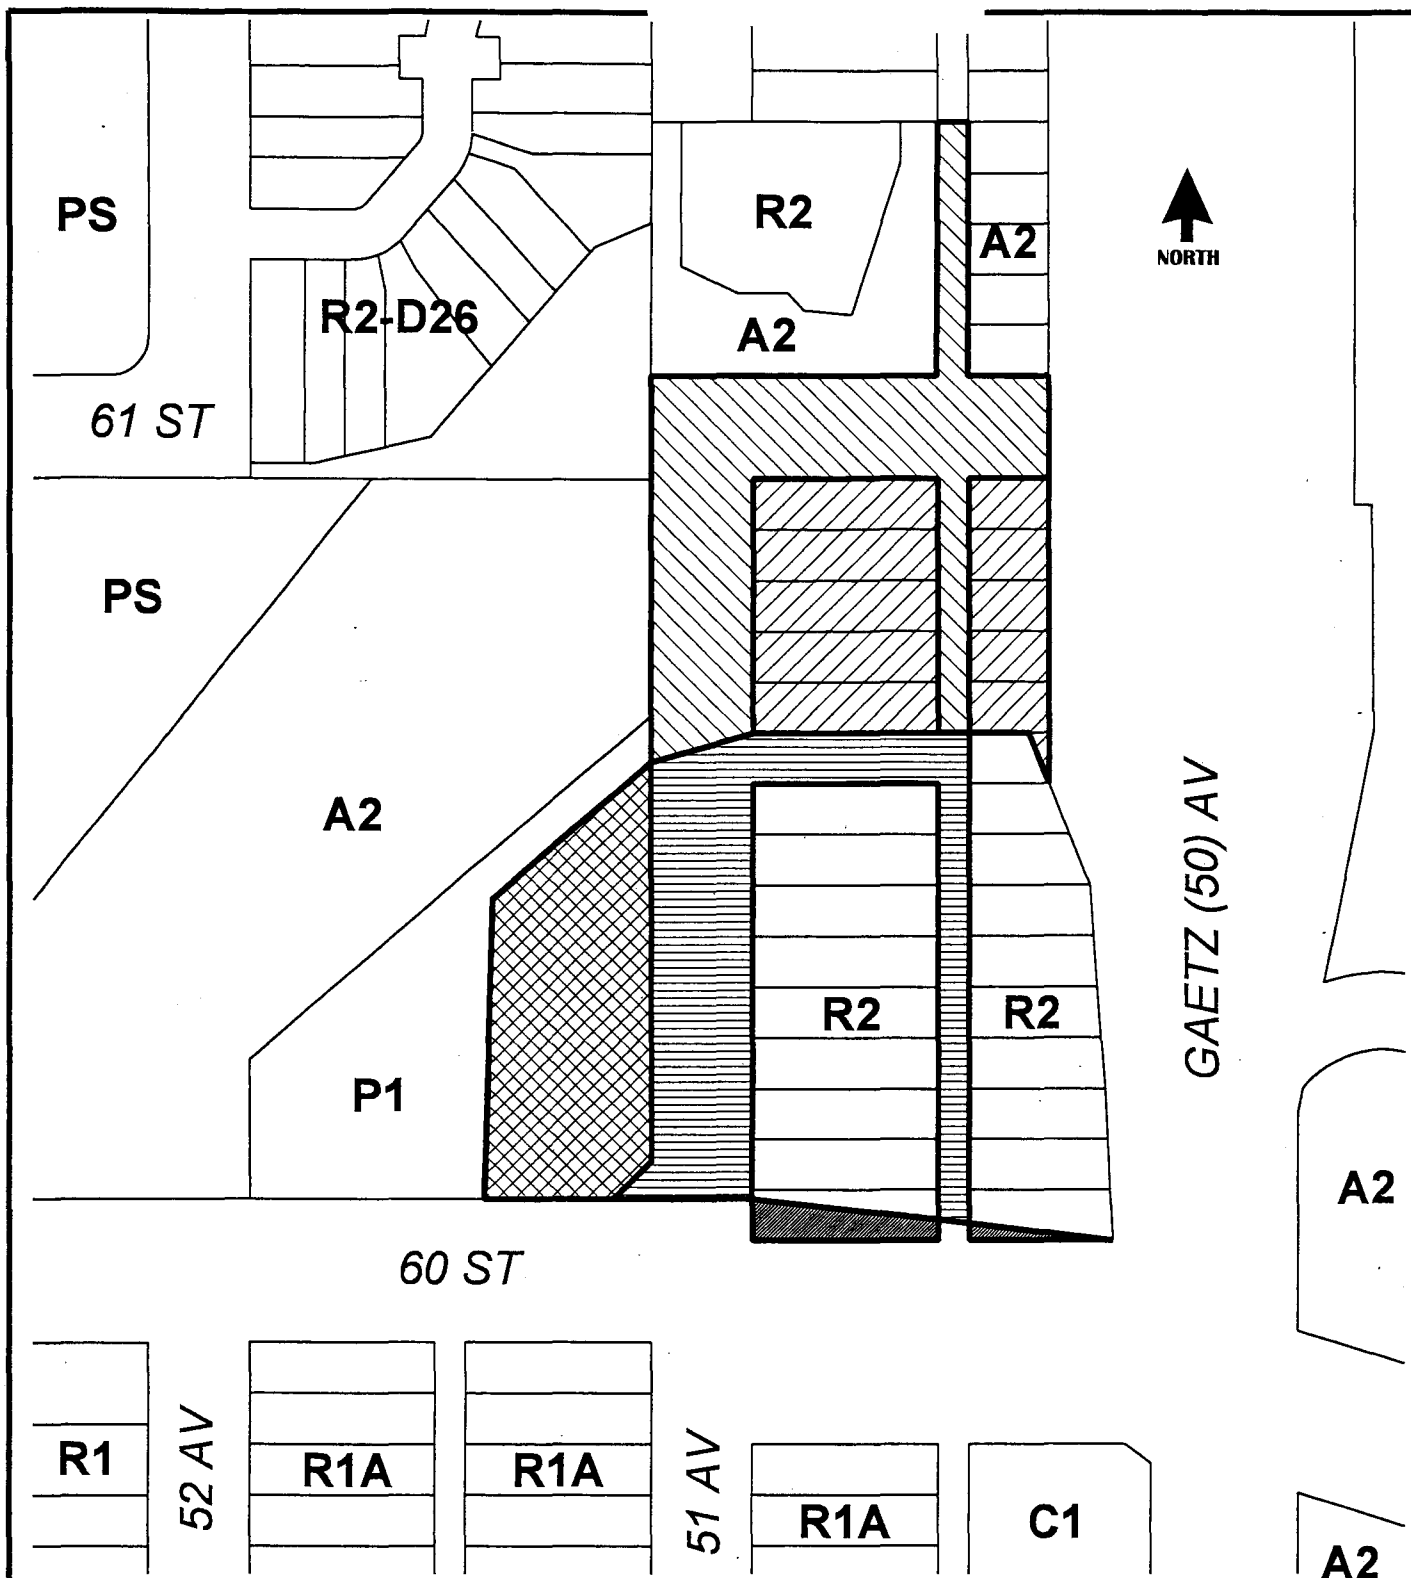 PS
R2
A2
NORTH
R2-D26
A2
61 ST
PS
A2
GAETZ (50) AV
R2
R2
P1
A2
60 ST
R1
52 AV
R1A
R1A
51 AV
R1A
C1
A2